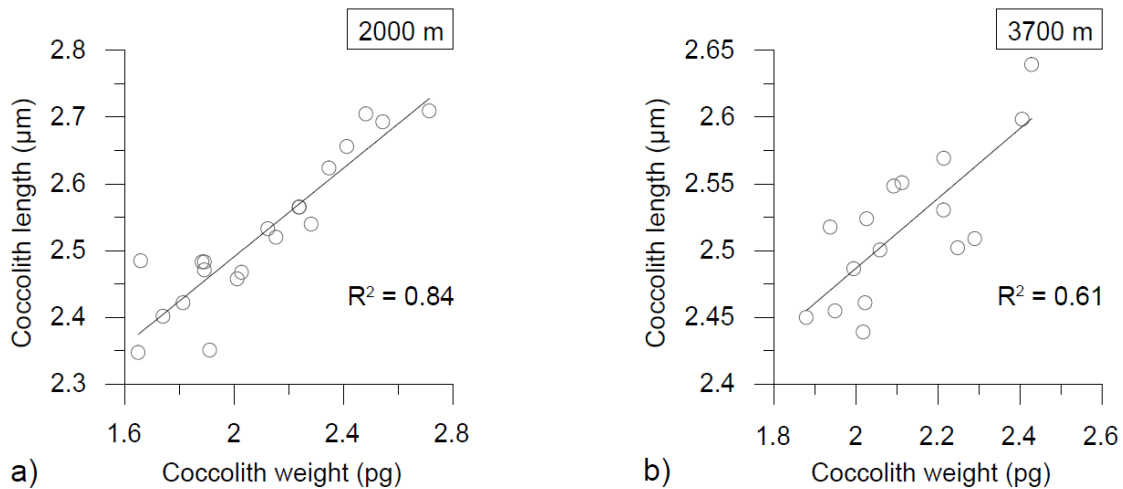 2000 m
2.8
2.7
2.6
2.5
2.4
2.3
Coccolith length (µm)
R² = 0.84
1.6 2 2.4 2.8
a) Coccolith weight (pg)
3700 m
2.65
2.6
2.55
2.5
2.45
2.4
Coccolith length (µm)
R² = 0.61
1.8 2 2.2 2.4 2.6
b) Coccolith weight (pg)